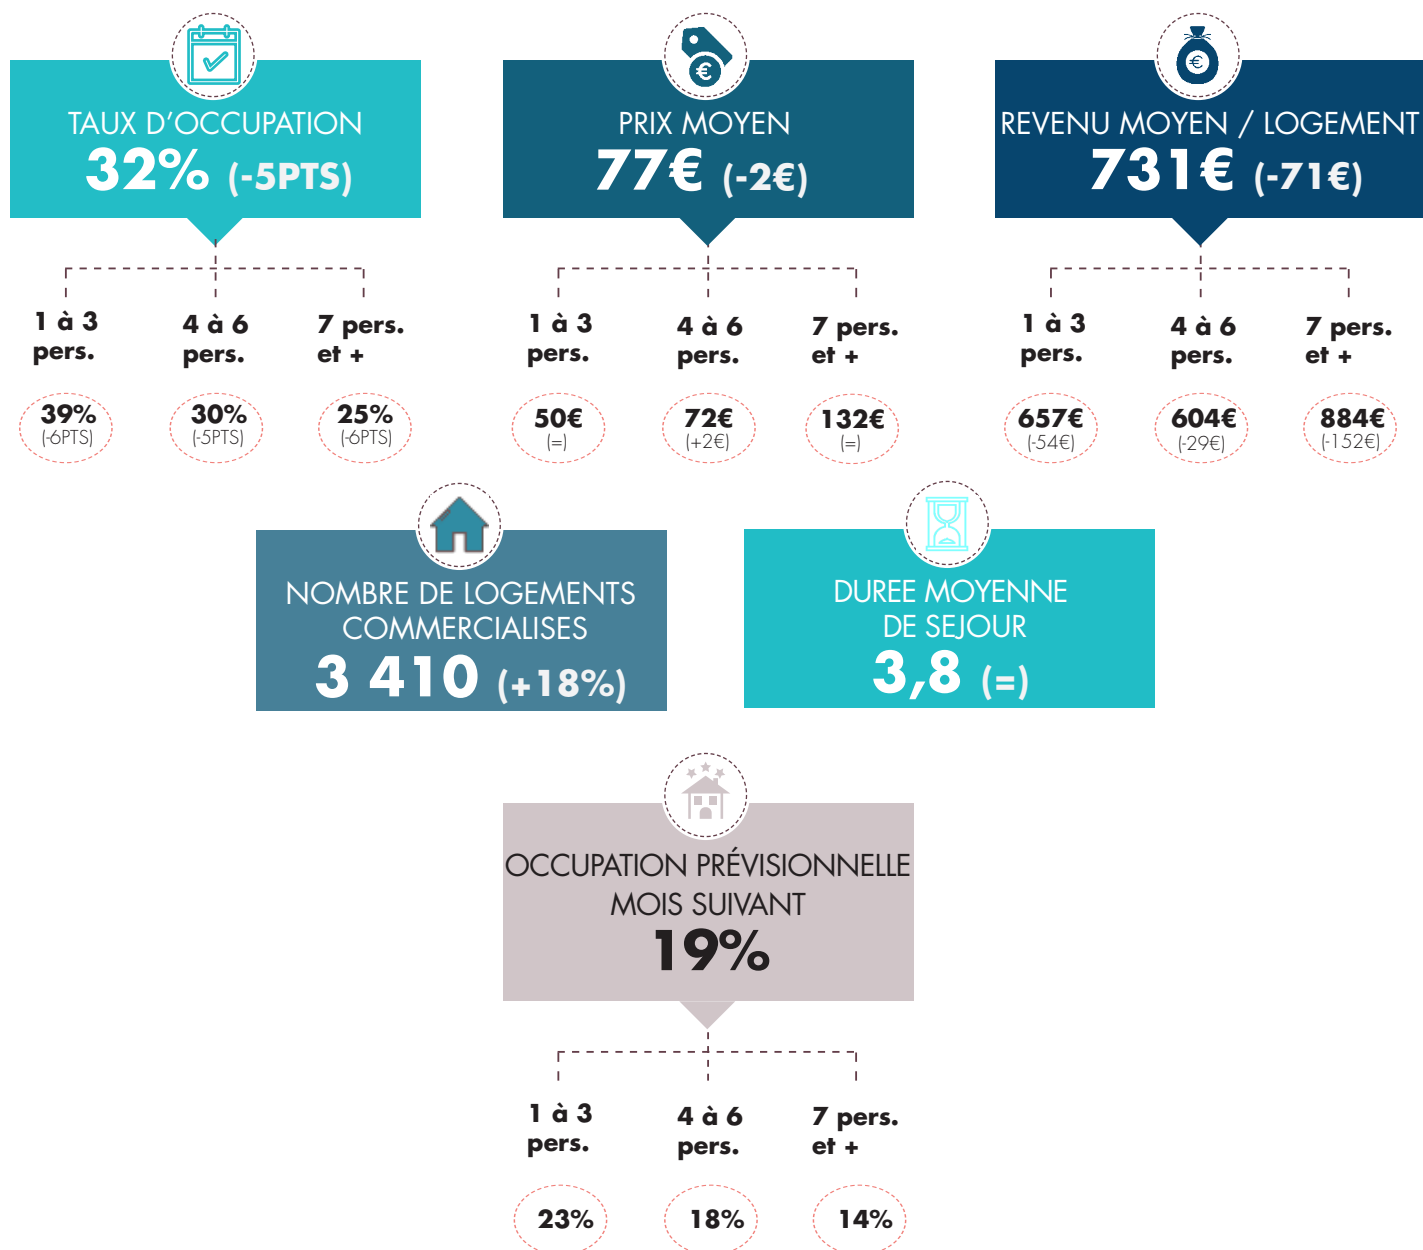 TAUX D'OCCUPATION
32% (-5PTS)
1 à 3
pers.
4 à 6
pers.
7 pers.
et +
39%
(-6PTS)
30%
(-5PTS)
25%
(-6PTS)
PRIX MOYEN
77€ (-2€)
1 à 3
pers.
4 à 6
pers.
7 pers.
et +
50€
(=)
72€
(+2€)
132€
(=)
REVENU MOYEN / LOGEMENT
731€ (-71€)
1 à 3
pers.
4 à 6
pers.
7 pers.
et +
657€
(-54€)
604€
(-29€)
884€
(-152€)
NOMBRE DE LOGEMENTS
COMMERCIALISES
3 410 (+18%)
DUREE MOYENNE
DE SEJOUR
3,8 (=)
OCCUPATION PRÉVISIONNELLE
MOIS SUIVANT
19%
1 à 3
pers.
4 à 6
pers.
7 pers.
et +
23%
18%
14%